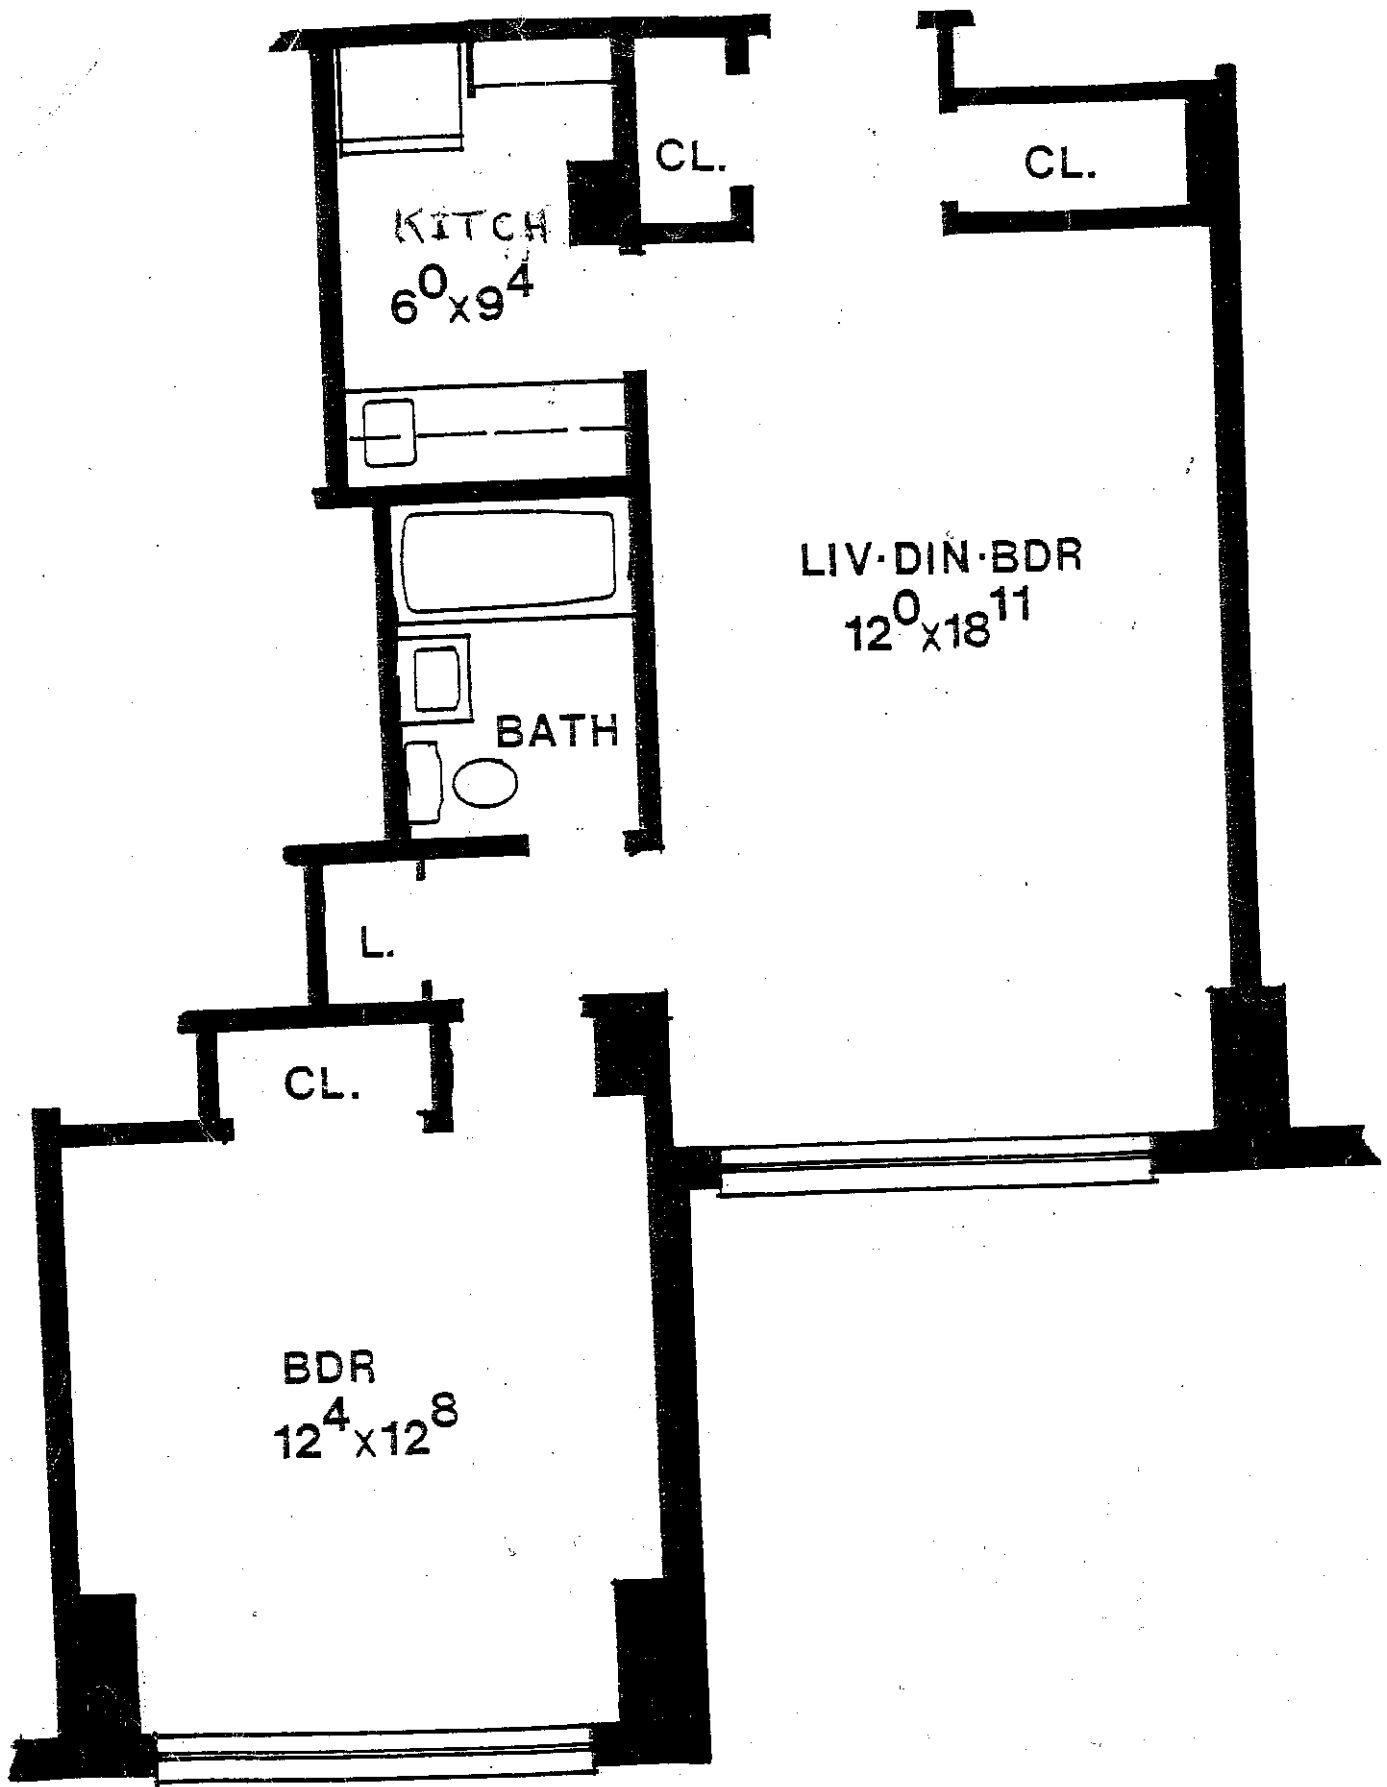 CL.
CL.
KITCH
6⁰x9⁴
LIV·DIN·BDR
12⁰x18¹¹
BATH
L.
CL.
BDR
12⁴x12⁸